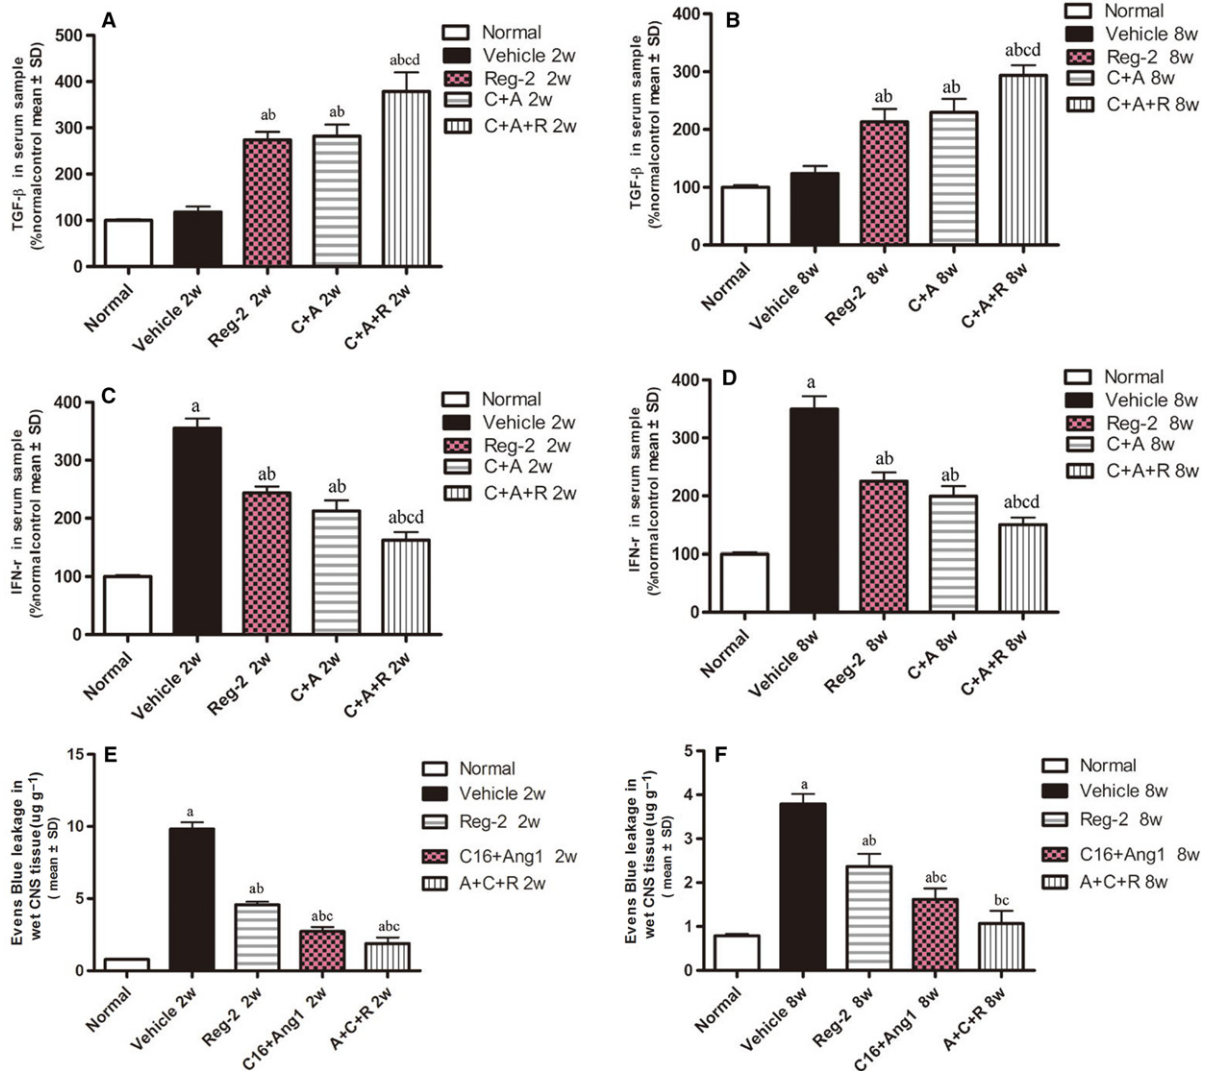 A
TGF-β in serum sample
(%normalcontrol mean ± SD)
500
400
300
200
100
0
ab
ab
abcd
Normal
Vehicle 2w
Reg-2 2w
C+A 2w
C+A+R 2w
Normal
Vehicle 2w
Reg-2 2w
C+A 2w
C+A+R 2w
B
TGF-β in serum sample
(%normalcontrol mean ± SD)
400
300
200
100
0
ab
ab
abcd
Normal
Vehicle 8w
Reg-2 8w
C+A 8w
C+A+R 8w
Normal
Vehicle 8w
Reg-2 8w
C+A 8w
C+A+R 8w
C
IFN-r in serum sample
(%normalcontrol mean ± SD)
400
300
200
100
0
a
ab
ab
abcd
Normal
Vehicle 2w
Reg-2 2w
C+A 2w
C+A+R 2w
Normal
Vehicle 2w
Reg-2 2w
C+A 2w
C+A+R 2w
D
IFN-r in serum sample
(%normalcontrol mean ± SD)
400
300
200
100
0
a
ab
ab
abcd
Normal
Vehicle 8w
Reg-2 8w
C+A 8w
C+A+R 8w
Normal
Vehicle 8w
Reg-2 8w
C+A 8w
C+A+R 8w
E
Evens Blue leakage in
wet CNS tissue(ug g⁻¹)
( mean ± SD)
15
10
5
0
a
ab
abc
abc
Normal
Vehicle 2w
Reg-2 2w
C16+Ang1 2w
A+C+R 2w
Normal
Vehicle 2w
Reg-2 2w
C16+Ang1 2w
A+C+R 2w
F
Evens Blue leakage in
wet CNS tissue(ug g⁻¹)
( mean ± SD)
5
4
3
2
1
0
a
ab
abc
bc
Normal
Vehicle 8w
Reg-2 8w
C16+Ang1 8w
A+C+R 8w
Normal
Vehicle 8w
Reg-2 8w
C16+Ang1 8w
A+C+R 8w